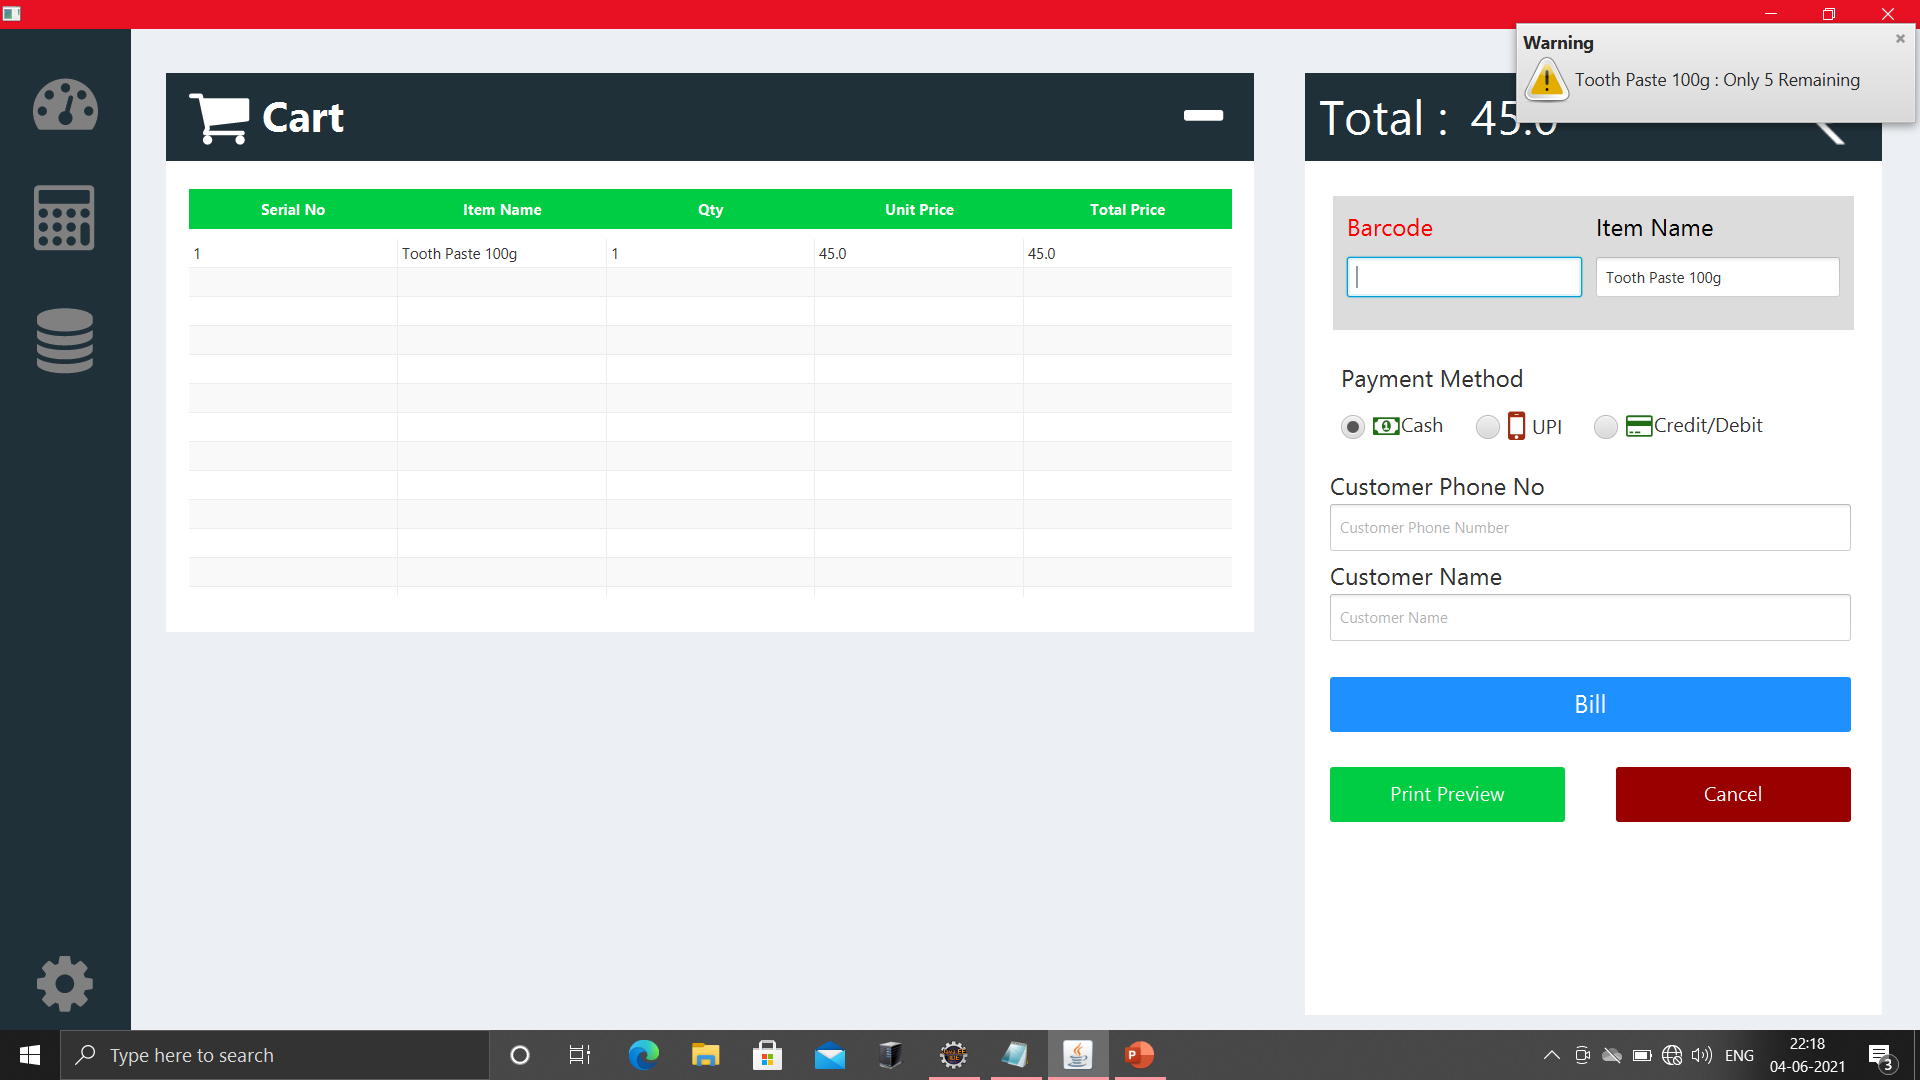 Warning
Tooth Paste 100g : Only 5 Remaining
Cart
Total : 45.0
Serial No Item Name Qty Unit Price Total Price
1 Tooth Paste 100g 1 45.0 45.0
Barcode Item Name
Tooth Paste 100g
Payment Method
Cash UPI Credit/Debit
Customer Phone No
Customer Phone Number
Customer Name
Customer Name
Bill
Print Preview Cancel
Type here to search
ENG
22:18
04-06-2021
3